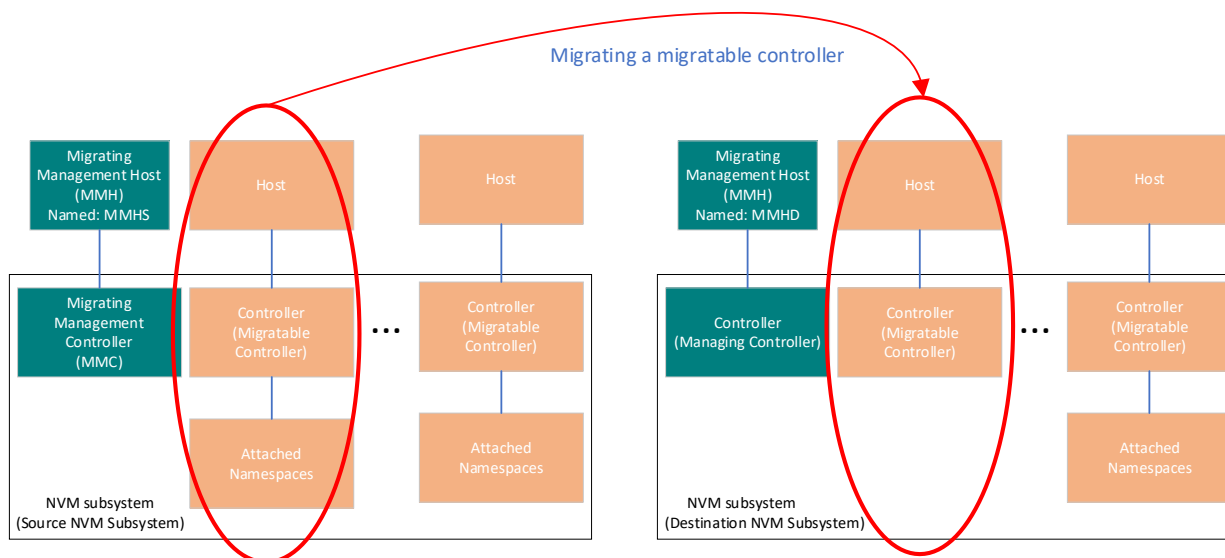 Migrating a migratable controller
Migrating
Management Host
(MMH)
Named: MMHS
Host
Host
Migrating
Management
Controller
(MMC)
Controller
(Migratable
Controller)
...
Controller
(Migratable
Controller)
Attached
Namespaces
Attached
Namespaces
NVM subsystem
(Source NVM Subsystem)
Migrating
Management Host
(MMH)
Named: MMHD
Host
Host
Controller
(Managing Controller)
Controller
(Migratable
Controller)
...
Controller
(Migratable
Controller)
Attached
Namespaces
NVM subsystem
(Destination NVM Subsystem)